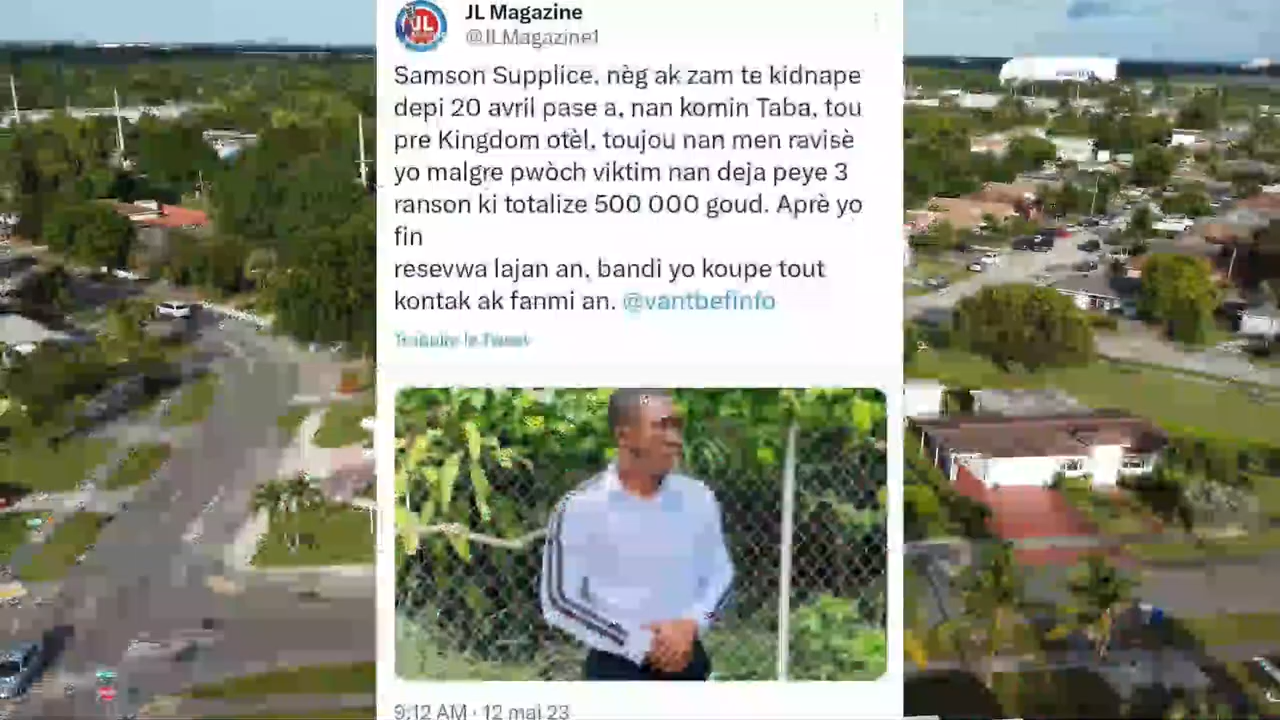 JL Magazine
@JLMagazine1
Samson Supplice, nèg ak zam te kidnape
depi 20 avril pase a, nan komin Taba, tou
pre Kingdom otèl, toujou nan men ravisè
yo malgre pwòch viktim nan deja peye 3
ranson ki totalize 500 000 goud. Aprè yo
fin
resevwa lajan an, bandi yo koupe tout
kontak ak fanmi an. @vantbefinfo
Traduire le Tweet
9:12 AM · 12 mai 23